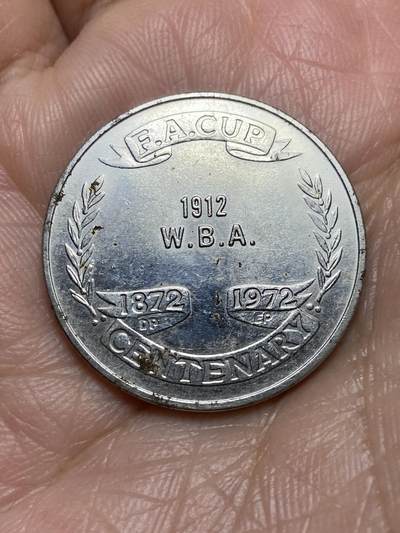 F.A.CUP
1912
W.B.A.
1872 1972
CENTENARY